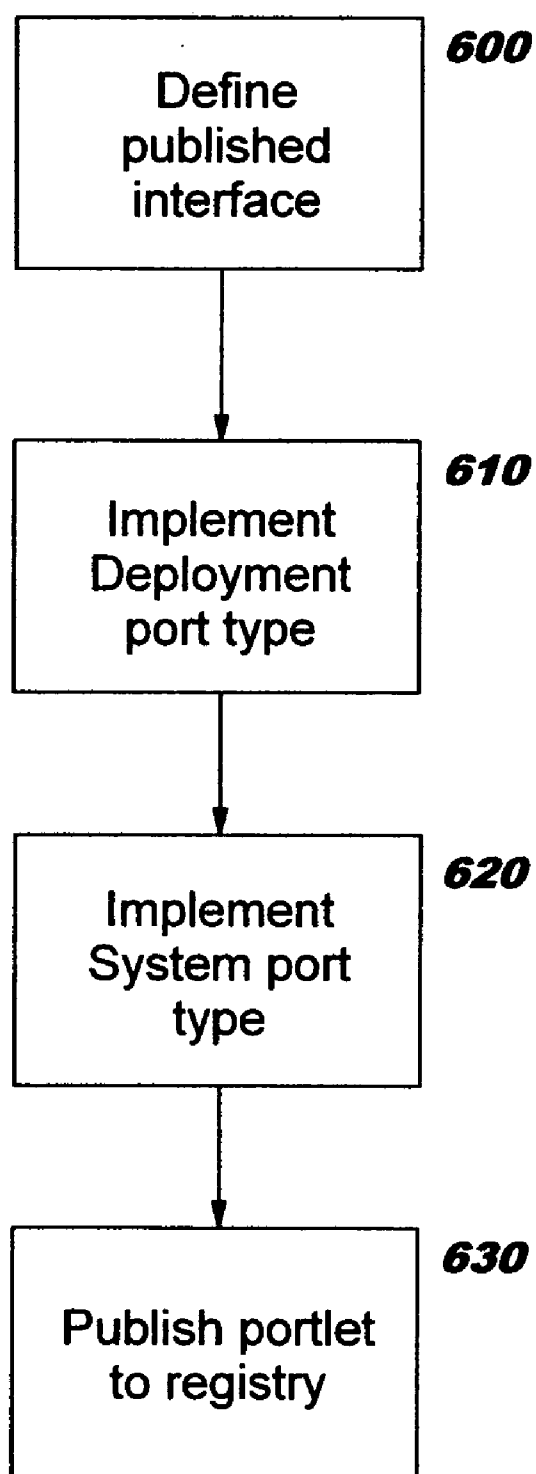 600
Define
published
interface
610
Implement
Deployment
port type
620
Implement
System port
type
630
Publish portlet
to registry